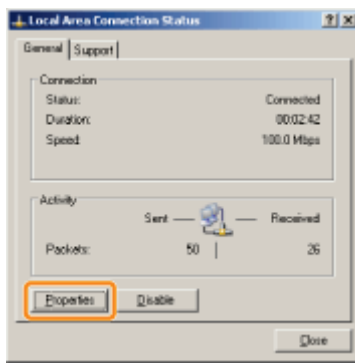 Local Area Connection Status
General Support
Connection
Status: Connected
Duration: 00:02:42
Speed: 100.0 Mbps
Activity
Sent Received
Packets: 50 26
Properties Disable
Close